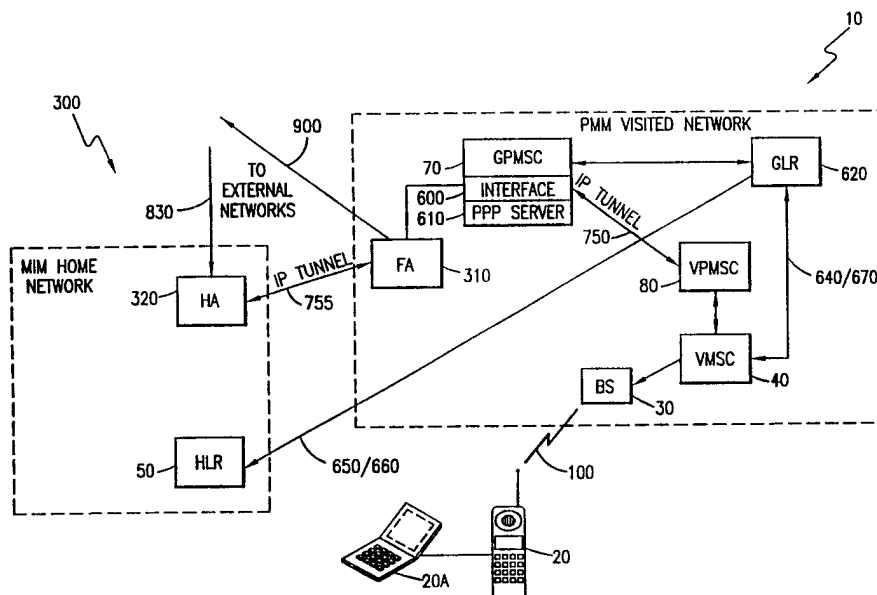 10
300
900
PMM VISITED NETWORK
TO
EXTERNAL
NETWORKS
830
70
GPMSC
GLR
620
600
INTERFACE
610
PPP SERVER
IP TUNNEL
750
MIM HOME
NETWORK
FA
310
IP TUNNEL
755
320
HA
80
VPMSC
640/670
VMSC
40
BS
30
50
HLR
650/660
100
20
20A